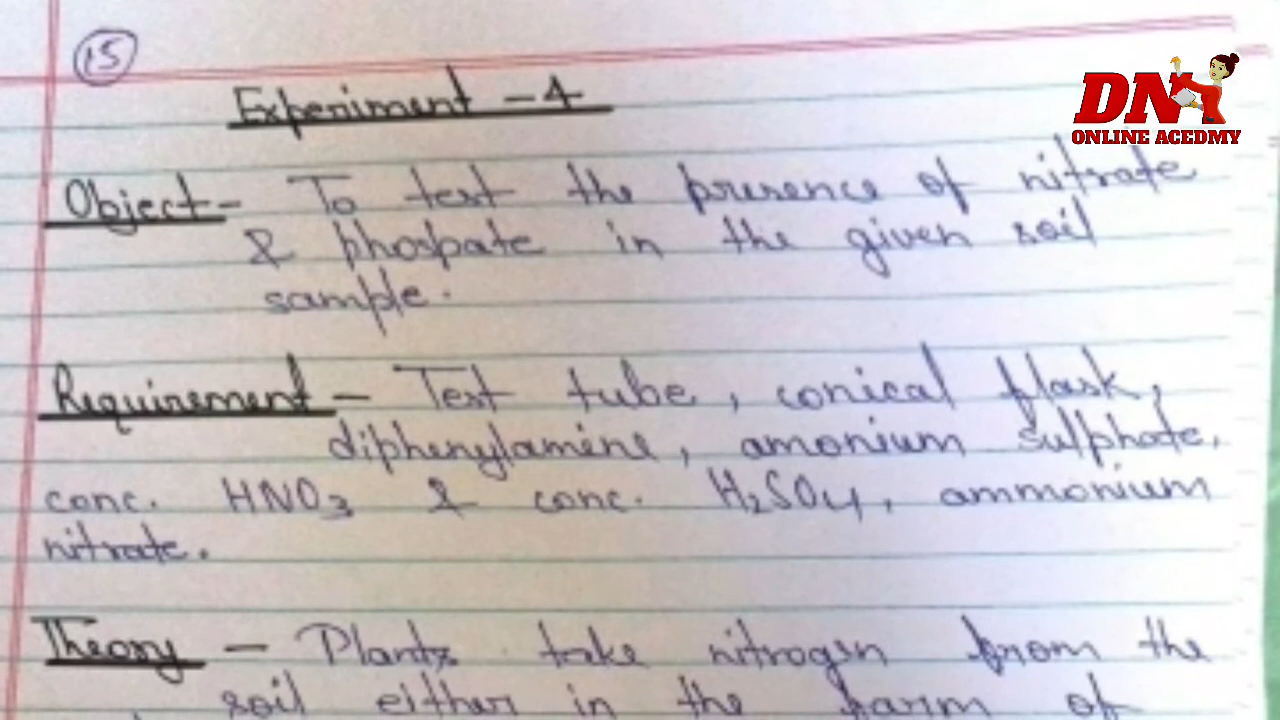 15
Experiment - 4
Object - To test the presence of nitrate
& phospate in the given soil
sample.
Requirement - Test tube, conical flask,
diphenylamine, amonium sulphate,
conc. HNO3 & conc. H2SO4, ammonium
nitrate.
Theory - Plants take nitrogen from the
soil either in the farm of
DN
ONLINE ACEDMY